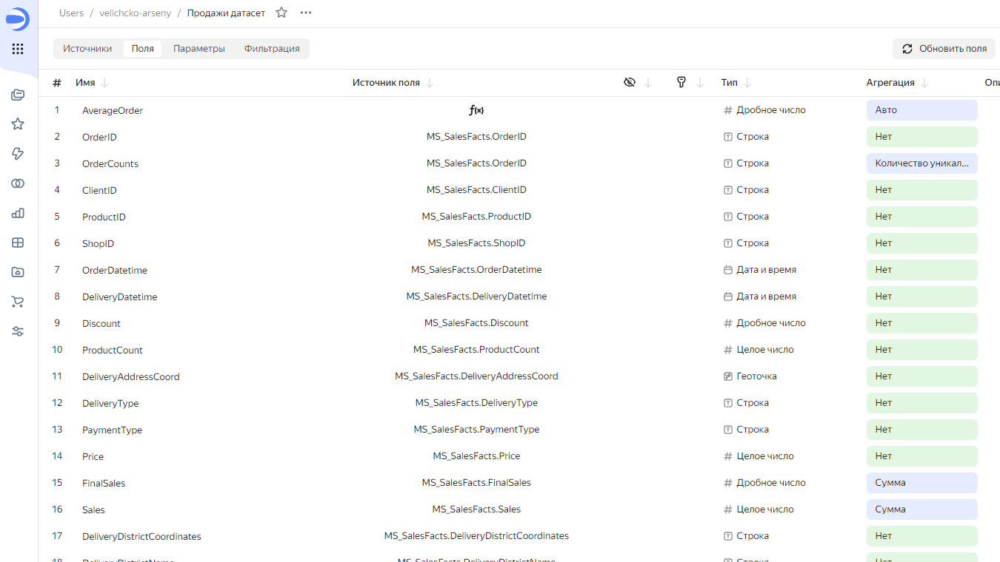 Users / velichcko-arseny / Продажи датасет
Источники Поля Параметры Фильтрация Обновить поля
# Имя Источник поля Тип Агрегация Опи
1 AverageOrder f(x) Дробное число Авто
2 OrderID MS_SalesFacts.OrderID Строка Нет
3 OrderCounts MS_SalesFacts.OrderID Строка Количество уникал...
4 ClientID MS_SalesFacts.ClientID Строка Нет
5 ProductID MS_SalesFacts.ProductID Строка Нет
6 ShopID MS_SalesFacts.ShopID Строка Нет
7 OrderDatetime MS_SalesFacts.OrderDatetime Дата и время Нет
8 DeliveryDatetime MS_SalesFacts.DeliveryDatetime Дата и время Нет
9 Discount MS_SalesFacts.Discount Дробное число Нет
10 ProductCount MS_SalesFacts.ProductCount Целое число Нет
11 DeliveryAddressCoord MS_SalesFacts.DeliveryAddressCoord Геоточка Нет
12 DeliveryType MS_SalesFacts.DeliveryType Строка Нет
13 PaymentType MS_SalesFacts.PaymentType Строка Нет
14 Price MS_SalesFacts.Price Целое число Нет
15 FinalSales MS_SalesFacts.FinalSales Дробное число Сумма
16 Sales MS_SalesFacts.Sales Целое число Сумма
17 DeliveryDistrictCoordinates MS_SalesFacts.DeliveryDistrictCoordinates Строка Нет
18 DeliveryDistrictName MS_SalesFacts.DeliveryDistrictName Строка Нет